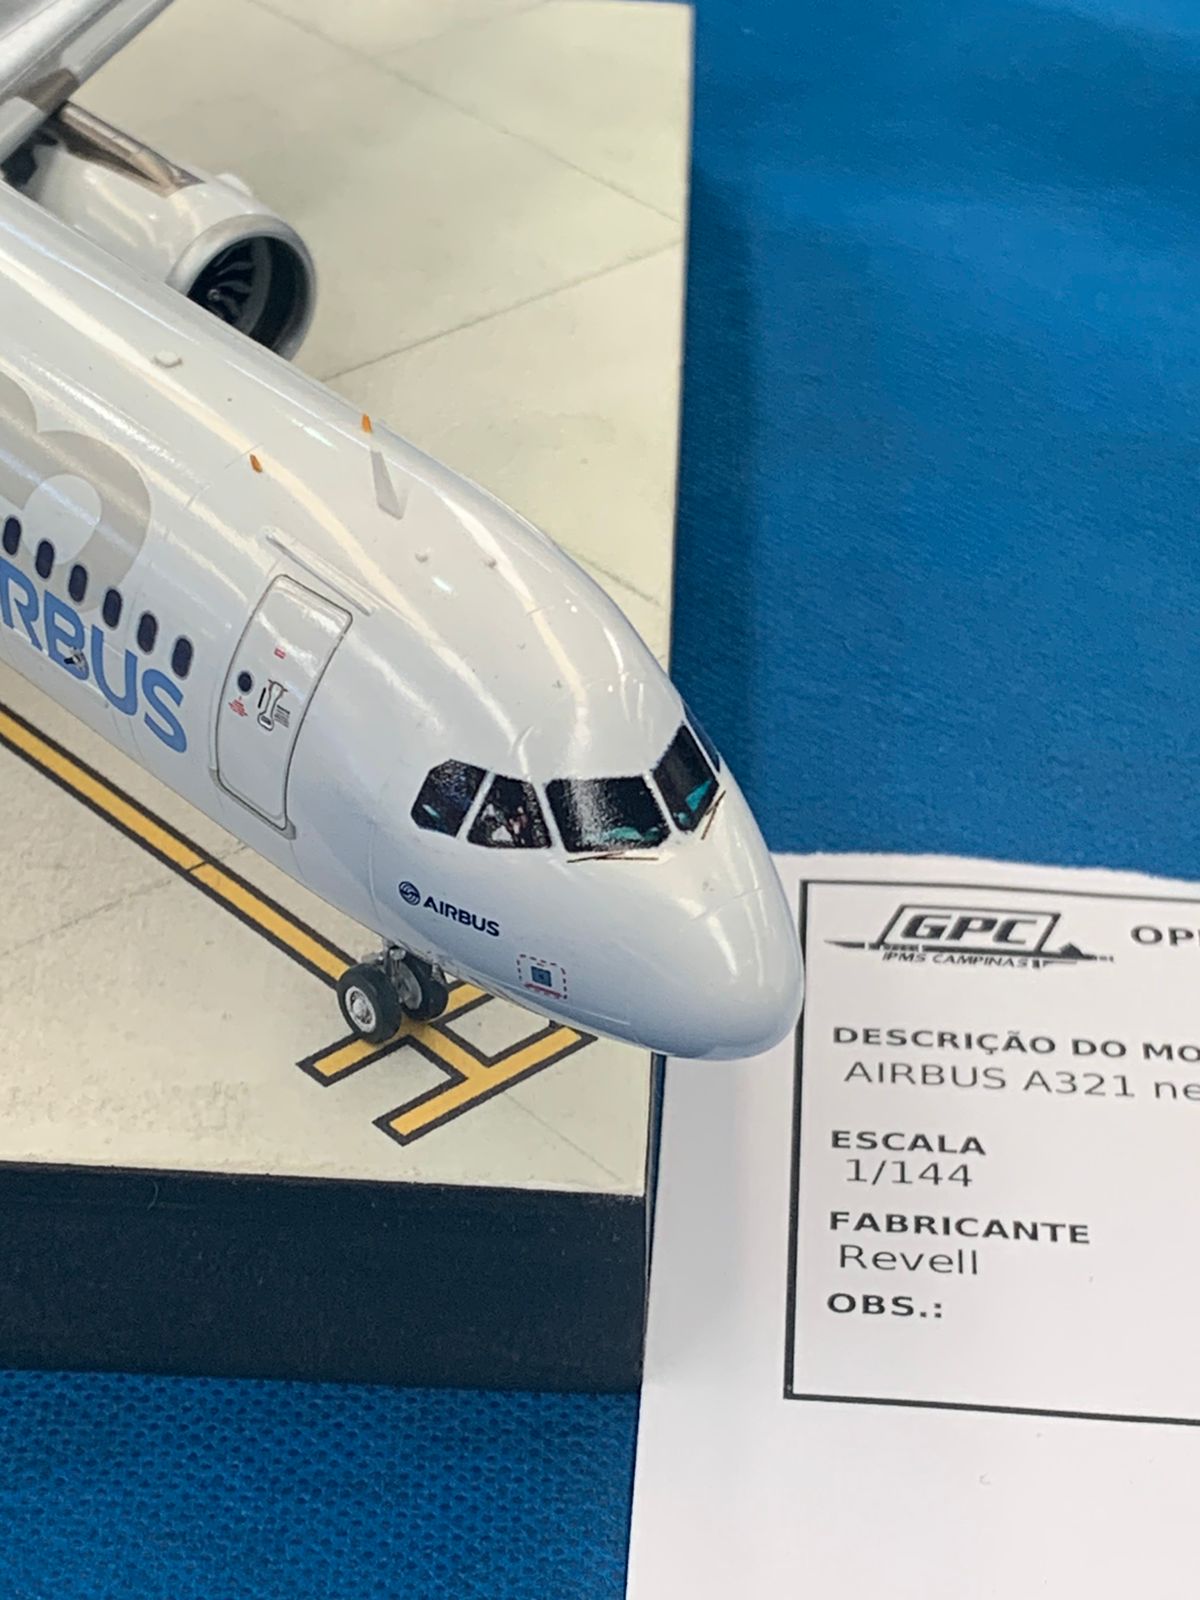 RBUS
AIRBUS
GPC
IPMS CAMPINAS
DESCRIÇÃO DO MO
AIRBUS A321 ne
ESCALA
1/144
FABRICANTE
Revell
OBS.: